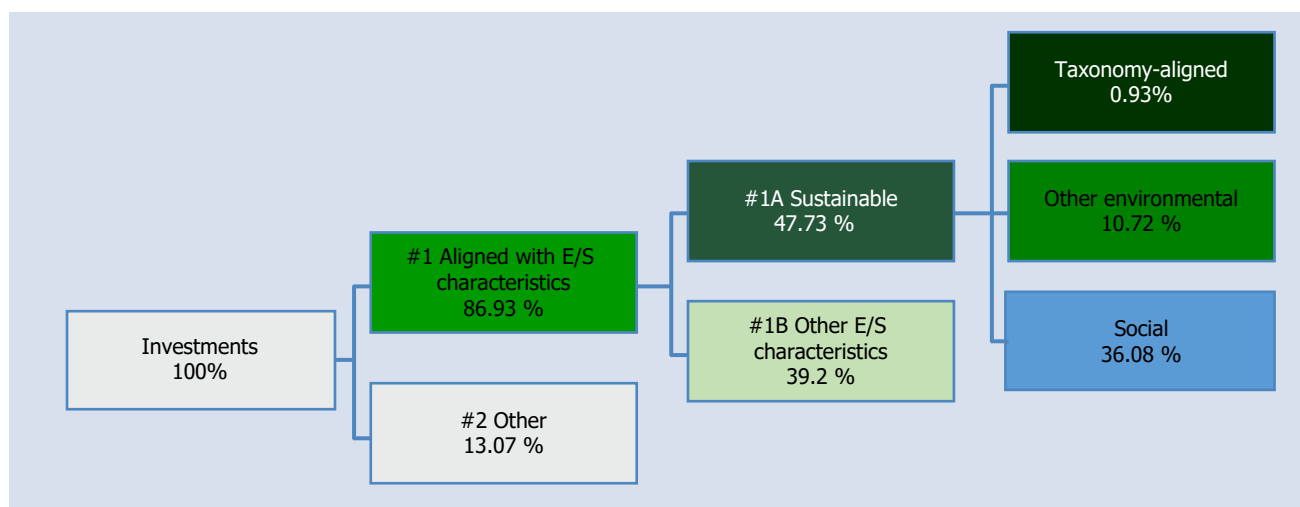 Investments
100%
#1 Aligned with E/S
characteristics
86.93 %
#2 Other
13.07 %
#1A Sustainable
47.73 %
#1B Other E/S
characteristics
39.2 %
Taxonomy-aligned
0.93%
Other environmental
10.72 %
Social
36.08 %